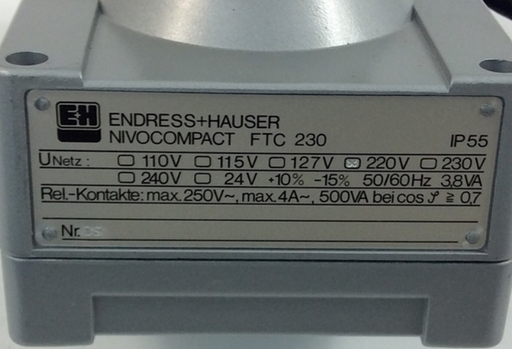 E+H ENDRESS+HAUSER
NIVOCOMPACT FTC 230 IP55
UNetz: ☐ 110V ☐ 115V ☐ 127V ☒ 220V ☐ 230V
☐ 240V ☐ 24V +10% -15% 50/60Hz 3,8VA
Rel.-Kontakte: max. 250V~, max. 4A~, 500VA bei cos φ ≧ 0,7
Nr.